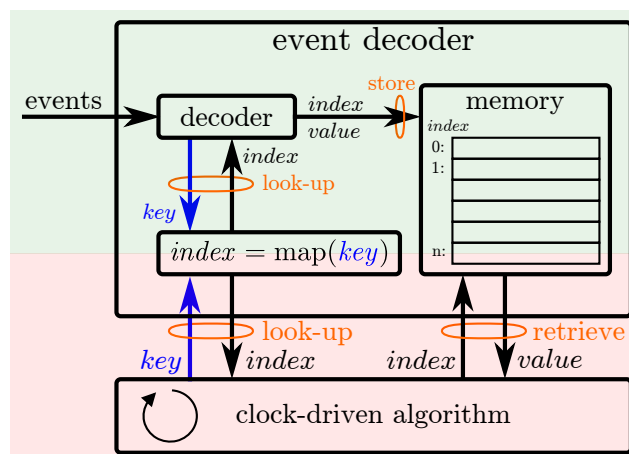 event decoder
store
events
decoder
index
value
memory
index
0:
1:
n:
index
look-up
key
index = map(key)
look-up
retrieve
key
index
index
value
clock-driven algorithm